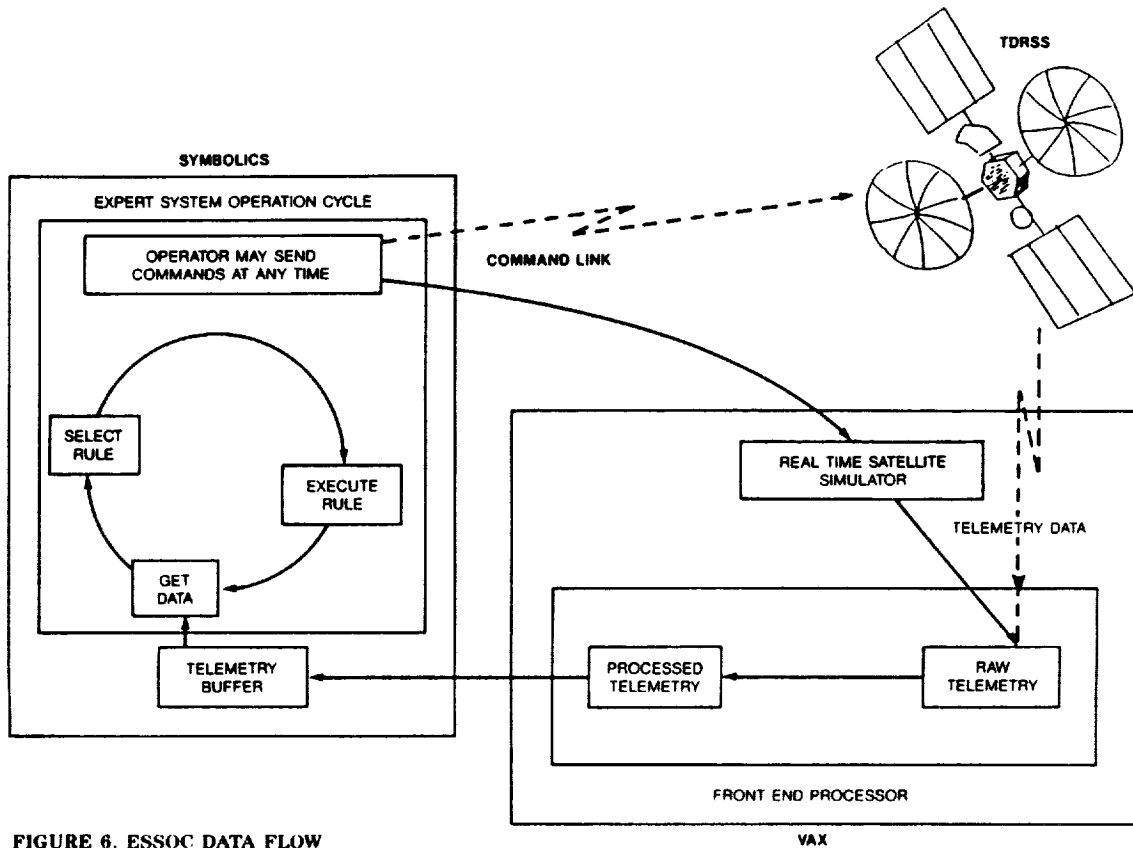 TDRSS
SYMBOLICS
EXPERT SYSTEM OPERATION CYCLE
OPERATOR MAY SEND
COMMANDS AT ANY TIME
COMMAND LINK
SELECT
RULE
EXECUTE
RULE
GET
DATA
TELEMETRY
BUFFER
REAL TIME SATELLITE
SIMULATOR
TELEMETRY DATA
PROCESSED
TELEMETRY
RAW
TELEMETRY
FRONT END PROCESSOR
VAX
FIGURE 6. ESSOC DATA FLOW